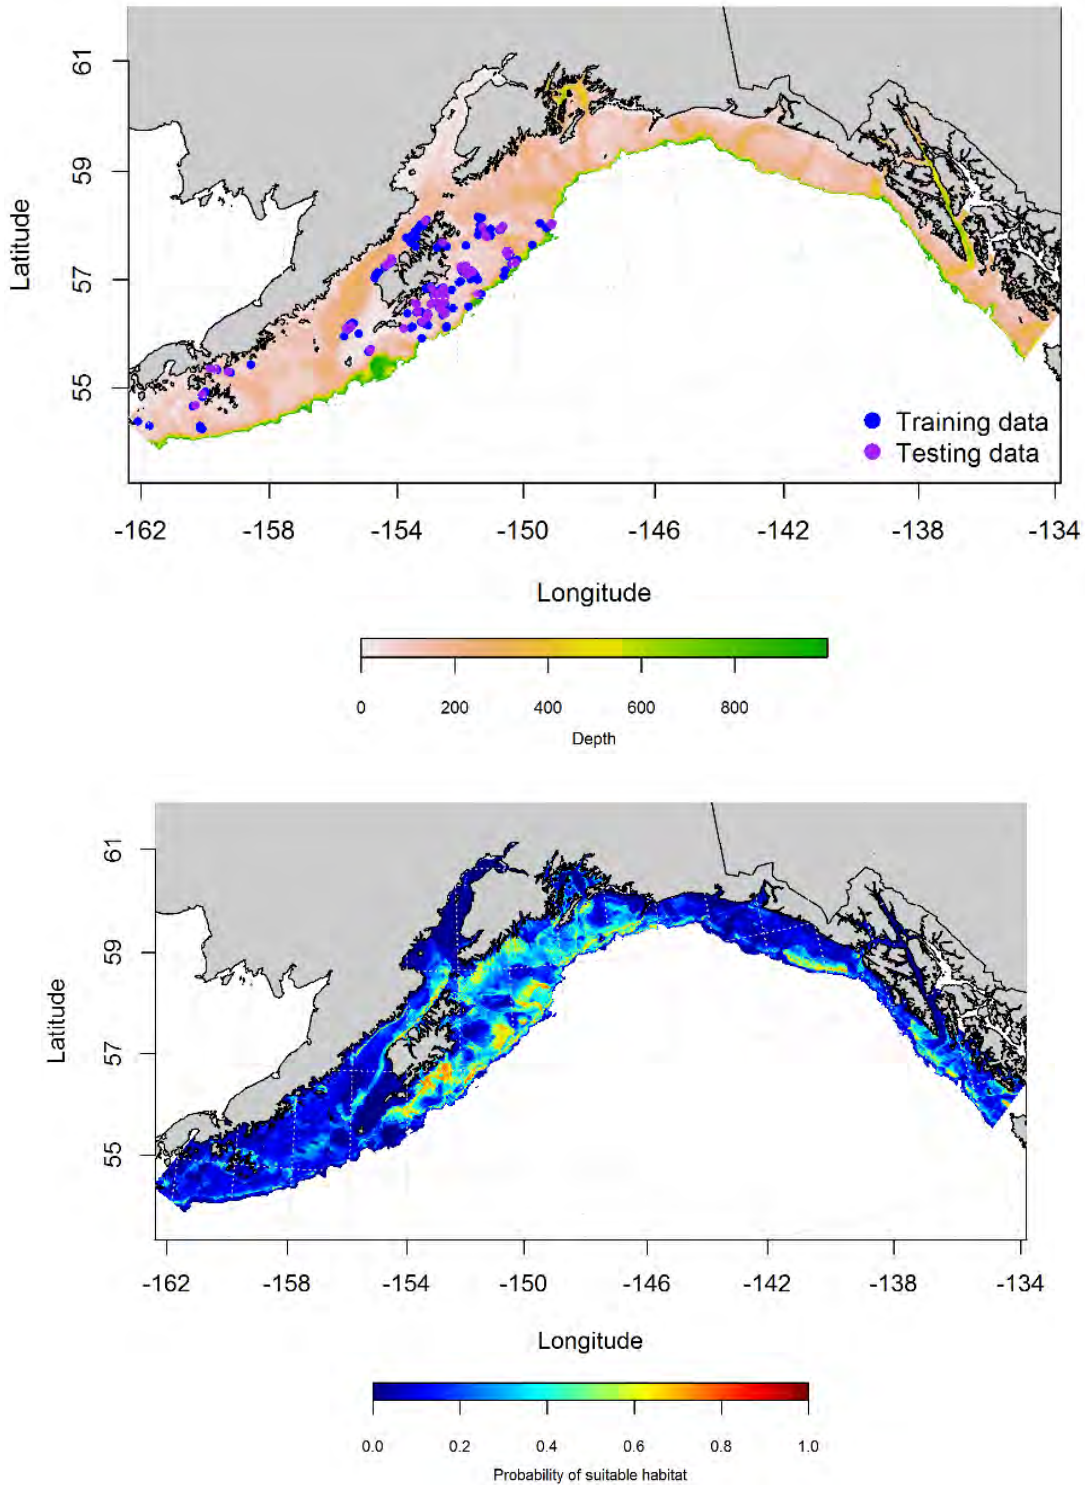 61
59
57
55
Latitude
Training data
Testing data
-162 -158 -154 -150 -146 -142 -138 -134
Longitude
0 200 400 600 800
Depth
61
59
57
55
Latitude
-162 -158 -154 -150 -146 -142 -138 -134
Longitude
0.0 0.2 0.4 0.6 0.8 1.0
Probability of suitable habitat